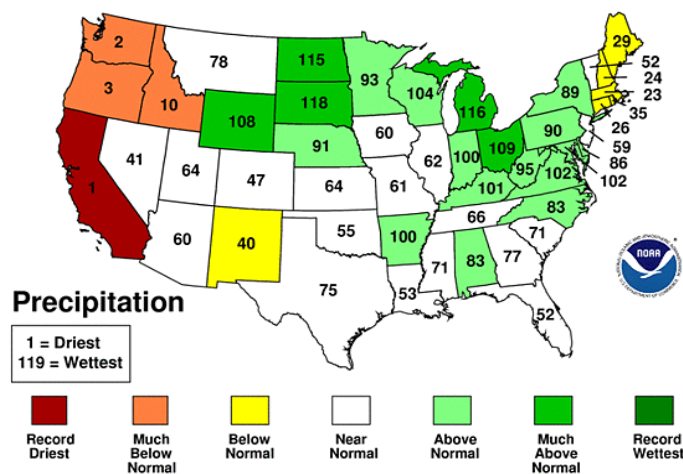 2
3
10
78
115
118
108
93
104
116
29
52
24
23
35
26
59
86
102
89
90
1
41
64
47
91
60
62
100
109
95
102
101
83
64
61
66
60
40
55
100
71
83
77
71
75
53
52
NOAA
Precipitation
1 = Driest
119 = Wettest
Record
Driest
Much
Below
Normal
Below
Normal
Near
Normal
Above
Normal
Much
Above
Normal
Record
Wettest